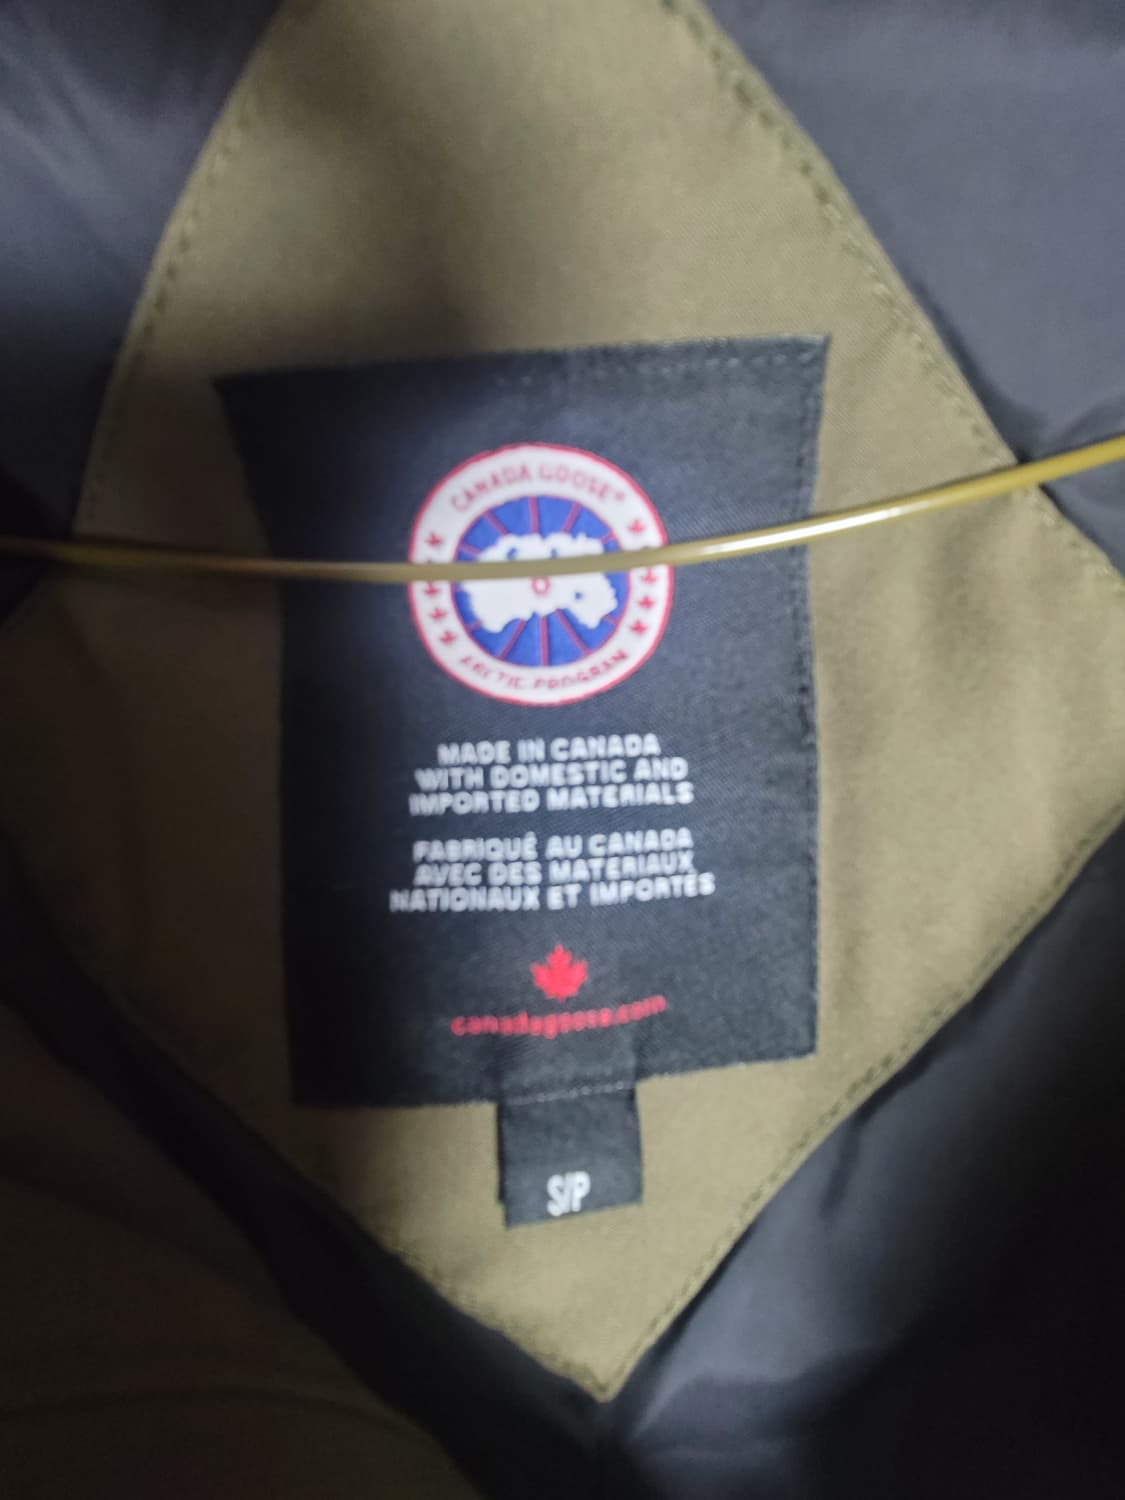 CANADA GOOSE®
ARCTIC PROGRAM
MADE IN CANADA
WITH DOMESTIC AND
IMPORTED MATERIALS
FABRIQUÉ AU CANADA
AVEC DES MATERIAUX
NATIONAUX ET IMPORTÉS
canadagoose.com
S/P